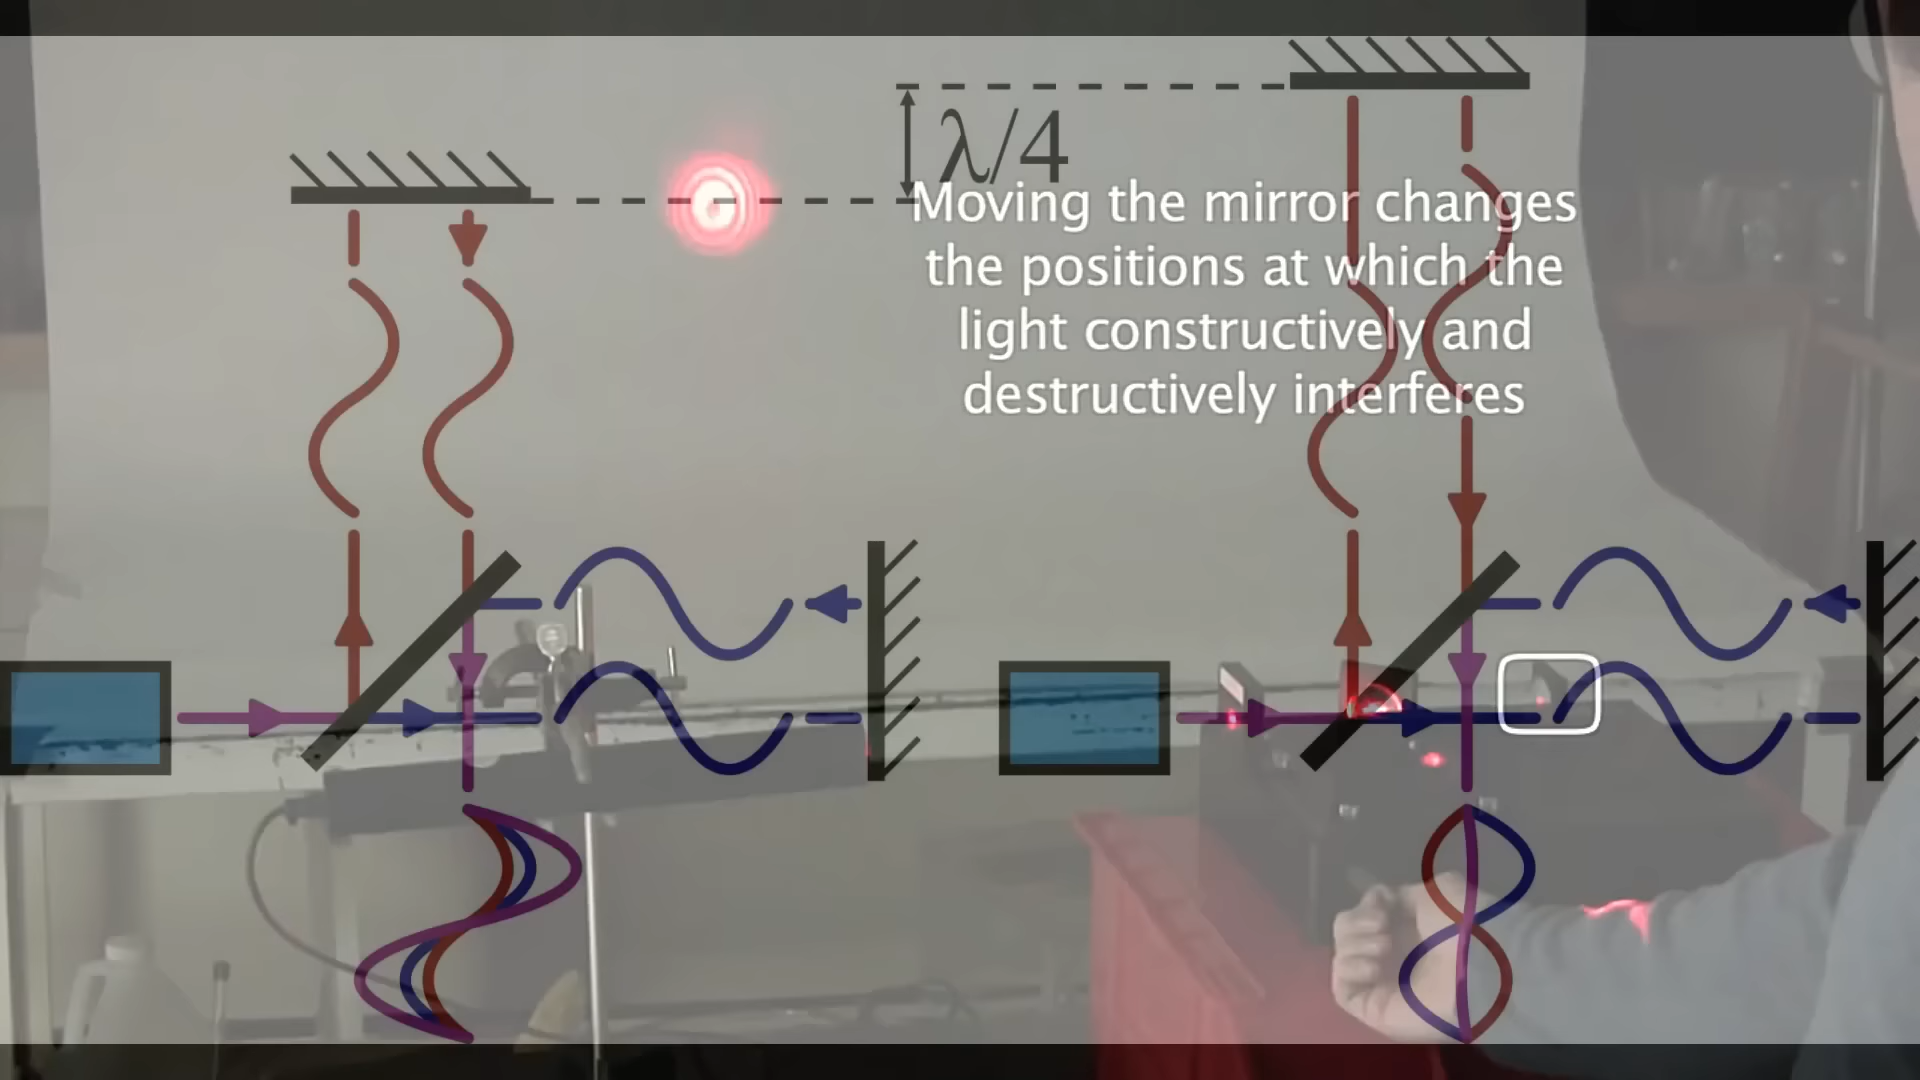 λ/4
Moving the mirror changes
the positions at which the
light constructively and
destructively interferes